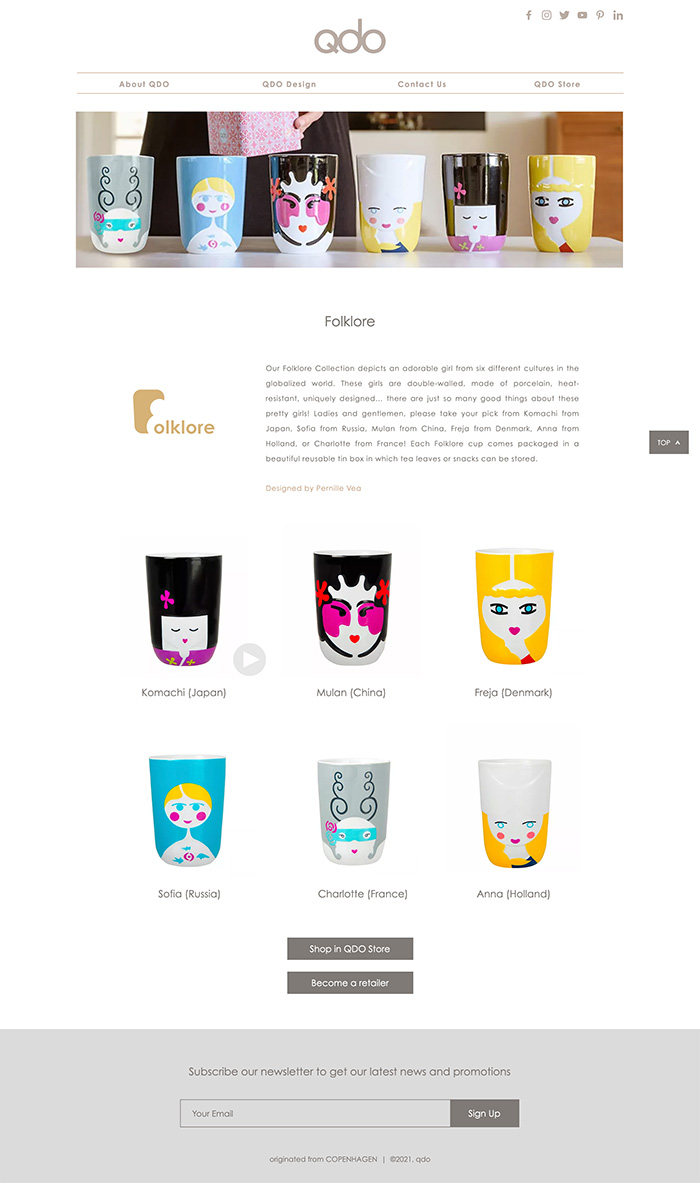 qdo
About QDO
QDO Design
Contact Us
QDO Store
Folklore
Folklore
Our Folklore Collection depicts an adorable girl from six different cultures in the
globalized world. These girls are double-walled, made of porcelain, heat-
resistant, uniquely designed... there are just so many good things about these
pretty girls! Ladies and gentlemen, please take your pick from Komachi from
Japan, Sofia from Russia, Mulan from China, Freja from Denmark, Anna from
Holland, or Charlotte from France! Each Folklore cup comes packaged in a
beautiful reusable tin box in which tea leaves or snacks can be stored.
Designed by Pernille Vea
TOP
Komachi (Japan)
Mulan (China)
Freja (Denmark)
Sofia (Russia)
Charlotte (France)
Anna (Holland)
Shop in QDO Store
Become a retailer
Subscribe our newsletter to get our latest news and promotions
Your Email
Sign Up
originated from COPENHAGEN | ©2021, qdo